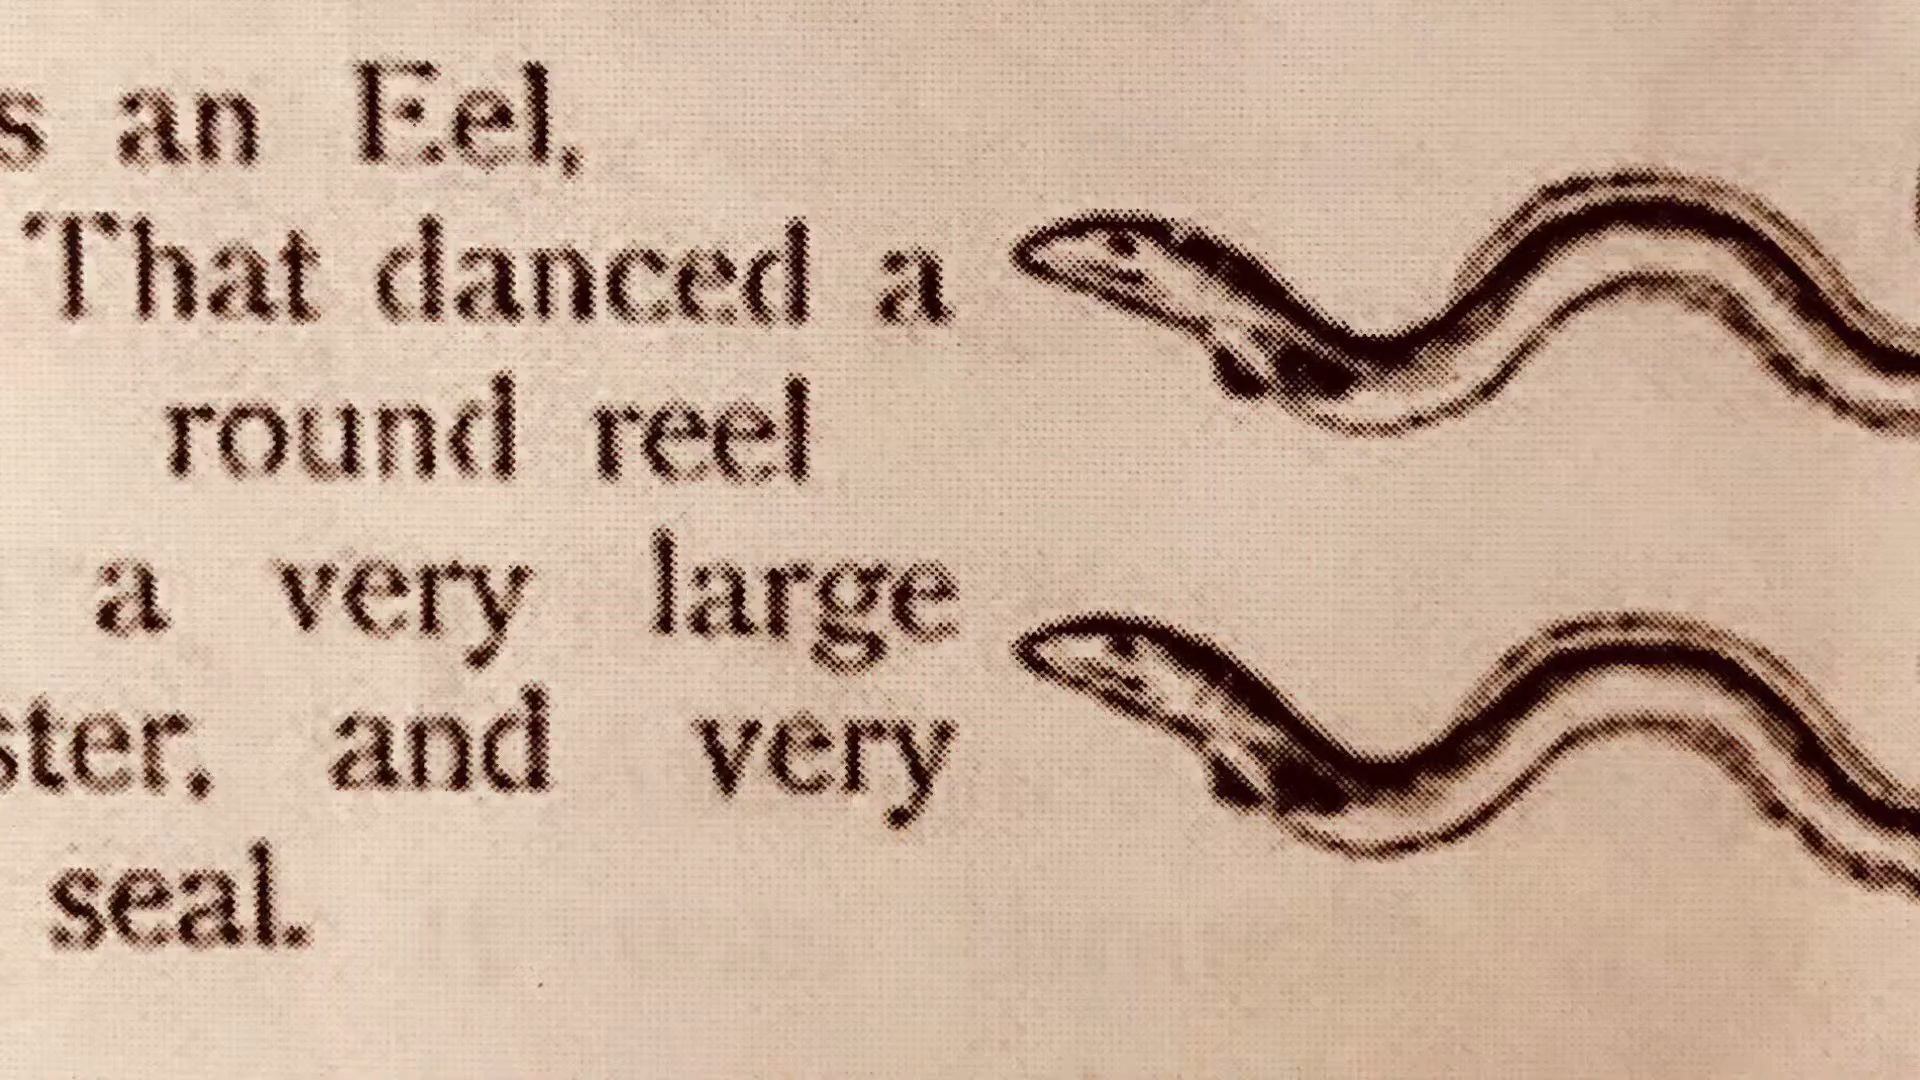 s an Eel,
That danced a
round reel
a very large
ster, and very
seal.